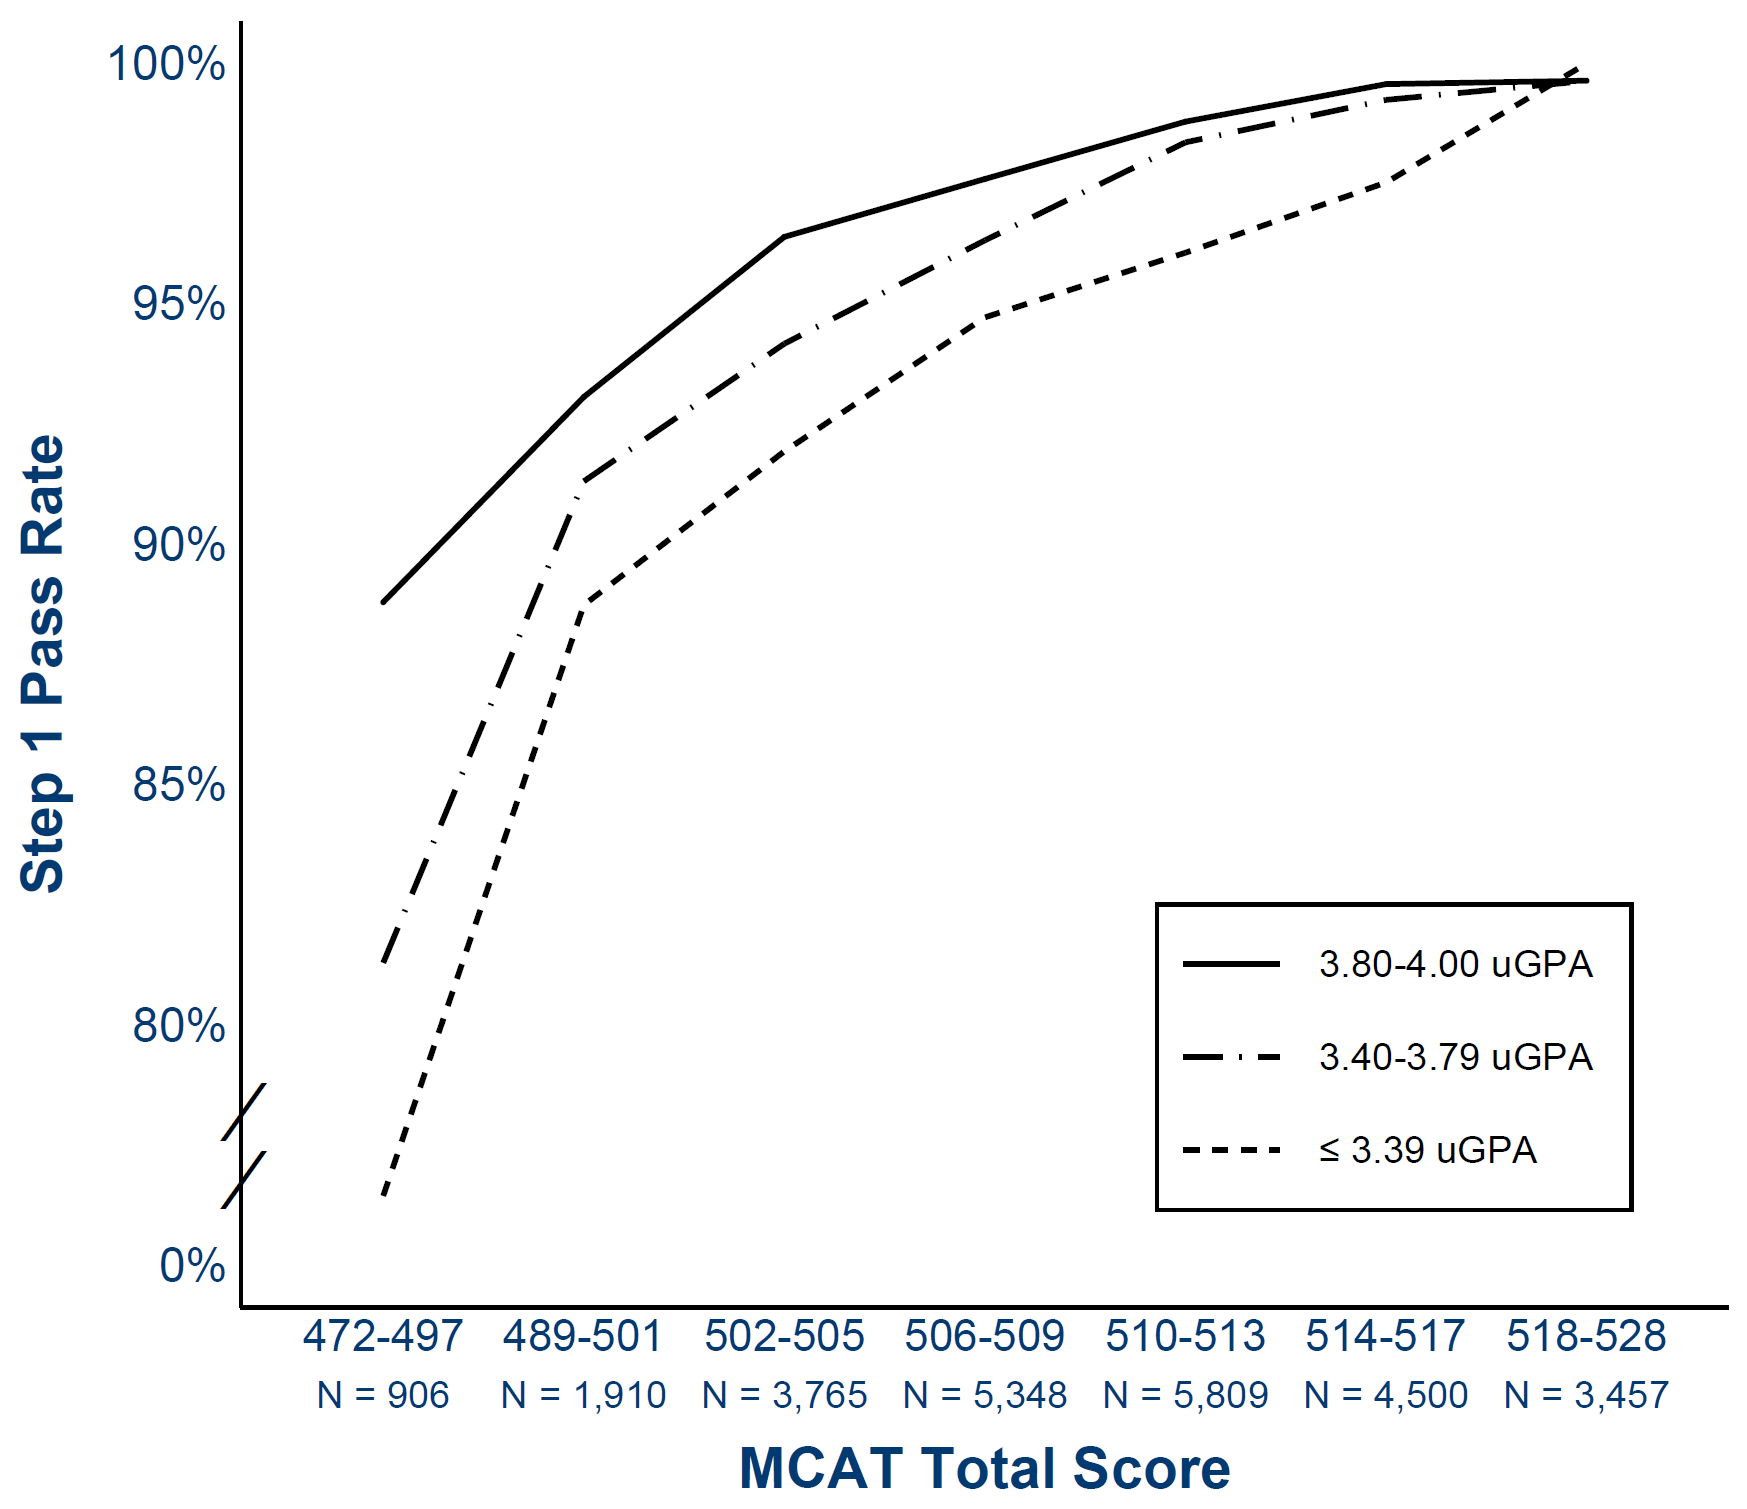 100%
95%
90%
85%
80%
0%
Step 1 Pass Rate
3.80-4.00 uGPA
3.40-3.79 uGPA
≤ 3.39 uGPA
472-497 489-501 502-505 506-509 510-513 514-517 518-528
N = 906 N = 1,910 N = 3,765 N = 5,348 N = 5,809 N = 4,500 N = 3,457
MCAT Total Score